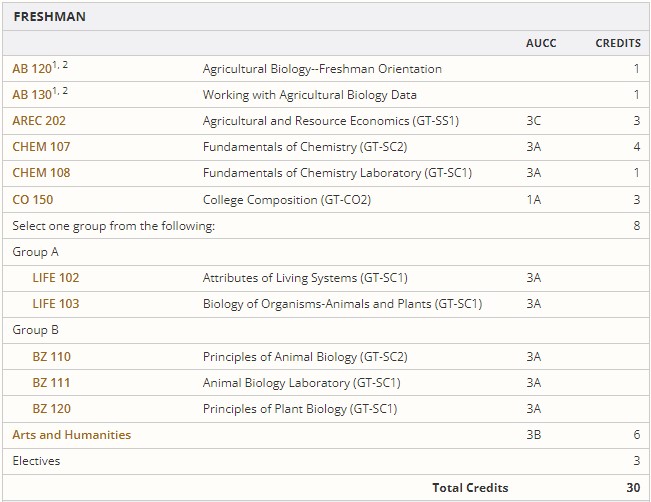 FRESHMAN
AUCC CREDITS
AB 1201, 2 Agricultural Biology--Freshman Orientation 1
AB 1301, 2 Working with Agricultural Biology Data 1
AREC 202 Agricultural and Resource Economics (GT-SS1) 3C 3
CHEM 107 Fundamentals of Chemistry (GT-SC2) 3A 4
CHEM 108 Fundamentals of Chemistry Laboratory (GT-SC1) 3A 1
CO 150 College Composition (GT-CO2) 1A 3
Select one group from the following: 8
Group A
LIFE 102 Attributes of Living Systems (GT-SC1) 3A
LIFE 103 Biology of Organisms-Animals and Plants (GT-SC1) 3A
Group B
BZ 110 Principles of Animal Biology (GT-SC2) 3A
BZ 111 Animal Biology Laboratory (GT-SC1) 3A
BZ 120 Principles of Plant Biology (GT-SC1) 3A
Arts and Humanities 3B 6
Electives 3
Total Credits 30